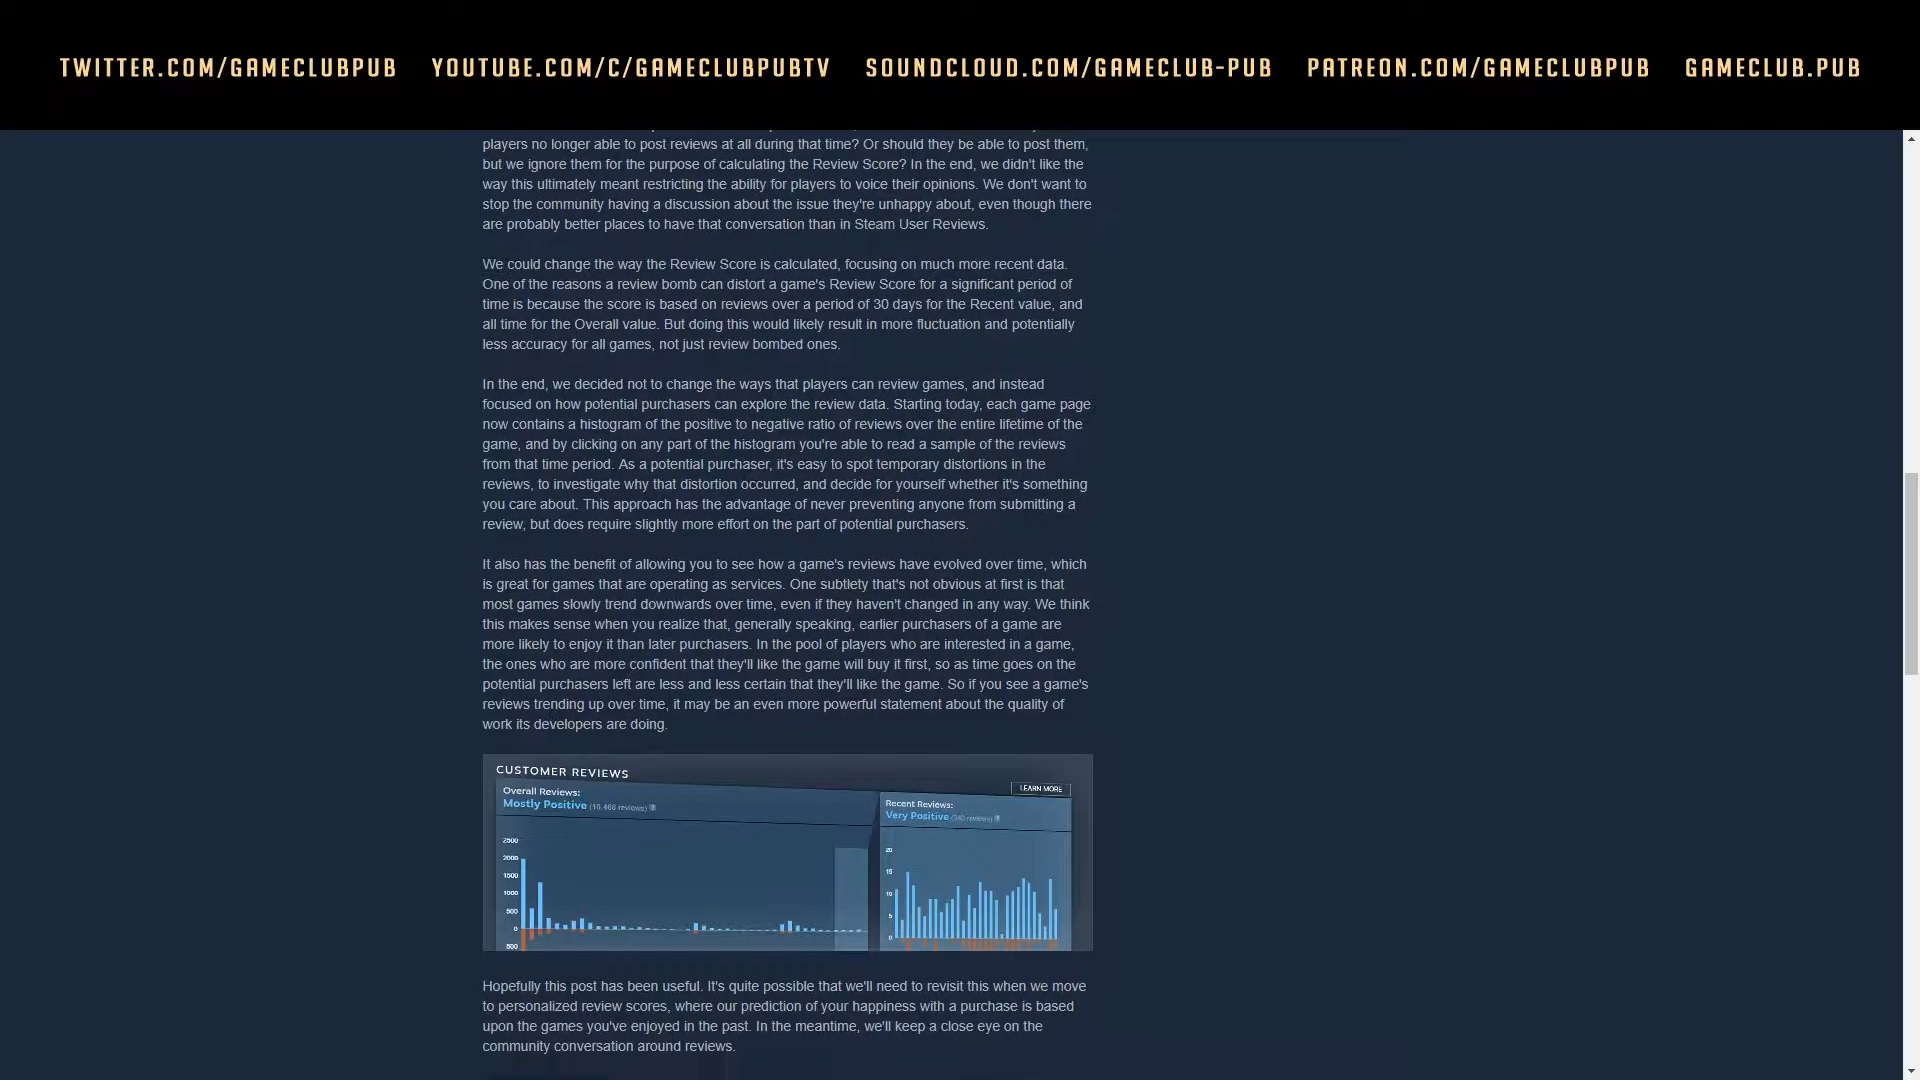 TWITTER.COM/GAMECLUBPUB YOUTUBE.COM/C/GAMECLUBPUBTV SOUNDCLOUD.COM/GAMECLUB-PUB PATREON.COM/GAMECLUBPUB GAMECLUB.PUB
players no longer able to post reviews at all during that time? Or should they be able to post them,
but we ignore them for the purpose of calculating the Review Score? In the end, we didn't like the
way this ultimately meant restricting the ability for players to voice their opinions. We don't want to
stop the community having a discussion about the issue they're unhappy about, even though there
are probably better places to have that conversation than in Steam User Reviews.
We could change the way the Review Score is calculated, focusing on much more recent data.
One of the reasons a review bomb can distort a game's Review Score for a significant period of
time is because the score is based on reviews over a period of 30 days for the Recent value, and
all time for the Overall value. But doing this would likely result in more fluctuation and potentially
less accuracy for all games, not just review bombed ones.
In the end, we decided not to change the ways that players can review games, and instead
focused on how potential purchasers can explore the review data. Starting today, each game page
now contains a histogram of the positive to negative ratio of reviews over the entire lifetime of the
game, and by clicking on any part of the histogram you're able to read a sample of the reviews
from that time period. As a potential purchaser, it's easy to spot temporary distortions in the
reviews, to investigate why that distortion occurred, and decide for yourself whether it's something
you care about. This approach has the advantage of never preventing anyone from submitting a
review, but does require slightly more effort on the part of potential purchasers.
It also has the benefit of allowing you to see how a game's reviews have evolved over time, which
is great for games that are operating as services. One subtlety that's not obvious at first is that
most games slowly trend downwards over time, even if they haven't changed in any way. We think
this makes sense when you realize that, generally speaking, earlier purchasers of a game are
more likely to enjoy it than later purchasers. In the pool of players who are interested in a game,
the ones who are more confident that they'll like the game will buy it first, so as time goes on the
potential purchasers left are less and less certain that they'll like the game. So if you see a game's
reviews trending up over time, it may be an even more powerful statement about the quality of
work its developers are doing.
CUSTOMER REVIEWS
LEARN MORE
Overall Reviews:
Mostly Positive (10,466 reviews)
2500
2000
1500
1000
500
0
500
Recent Reviews:
Very Positive reviews)
20
15
10
5
0
Hopefully this post has been useful. It's quite possible that we'll need to revisit this when we move
to personalized review scores, where our prediction of your happiness with a purchase is based
upon the games you've enjoyed in the past. In the meantime, we'll keep a close eye on the
community conversation around reviews.